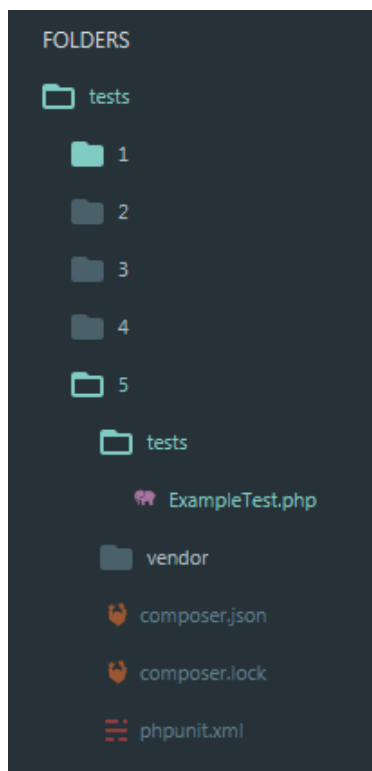 FOLDERS
tests
1
2
3
4
5
tests
ExampleTest.php
vendor
composer.json
composer.lock
phpunit.xml